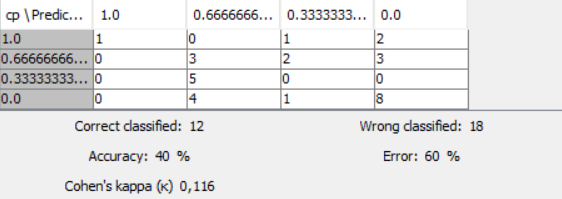 cp \ Predic... 1.0 0.6666666... 0.3333333... 0.0
1.0 1 0 1 2
0.66666666... 0 3 2 3
0.33333333... 0 5 0 0
0.0 0 4 1 8
Correct classified: 12 Wrong classified: 18
Accuracy: 40 % Error: 60 %
Cohen's kappa (κ) 0,116